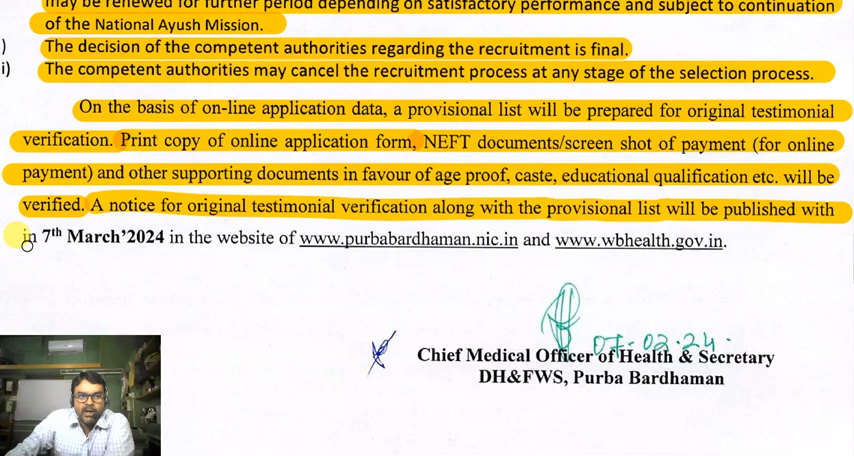 may be renewed for further period depending on satisfactory performance and subject to continuation
of the National Ayush Mission.
) The decision of the competent authorities regarding the recruitment is final.
i) The competent authorities may cancel the recruitment process at any stage of the selection process.
On the basis of on-line application data, a provisional list will be prepared for original testimonial
verification. Print copy of online application form, NEFT documents/screen shot of payment (for online
payment) and other supporting documents in favour of age proof, caste, educational qualification etc. will be
verified. A notice for original testimonial verification along with the provisional list will be published with
in 7th March'2024 in the website of www.purbabardhaman.nic.in and www.wbhealth.gov.in.
07-02-24.
Chief Medical Officer of Health & Secretary
DH&FWS, Purba Bardhaman